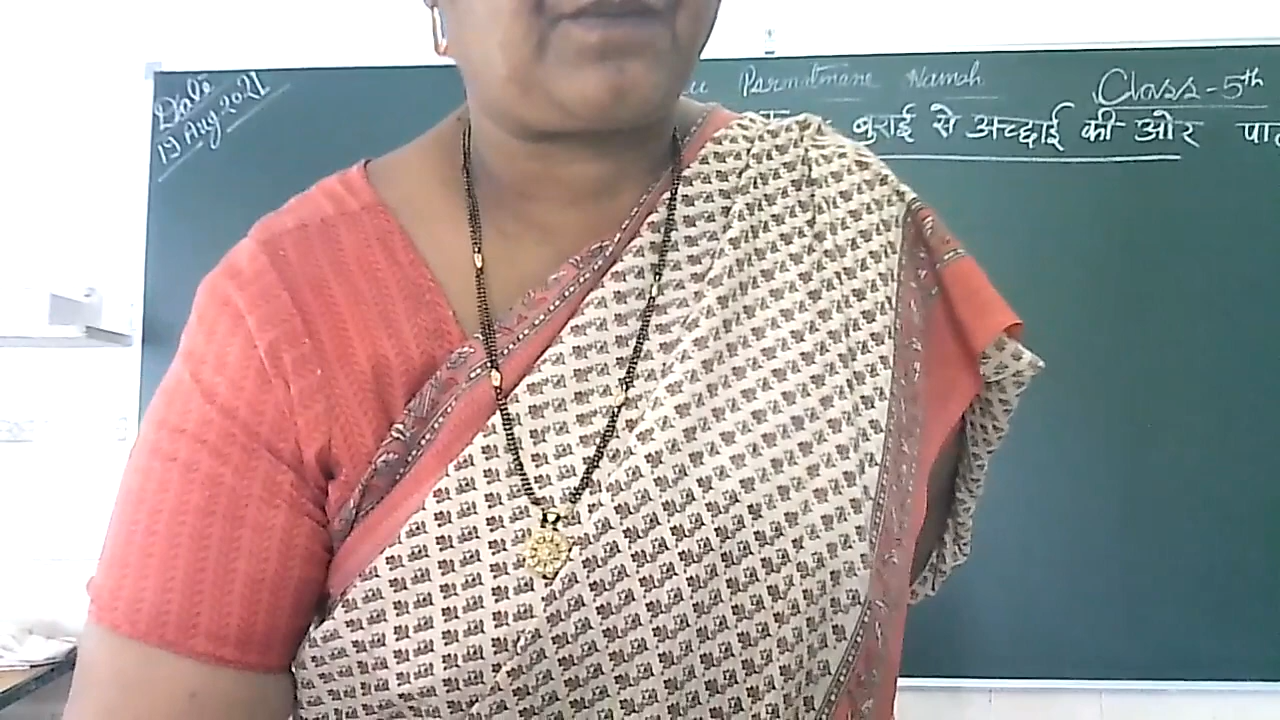 Date
19 Aug. 2021
Parmatmane Namah
Class-5th
बुराई से अच्छाई की ओर